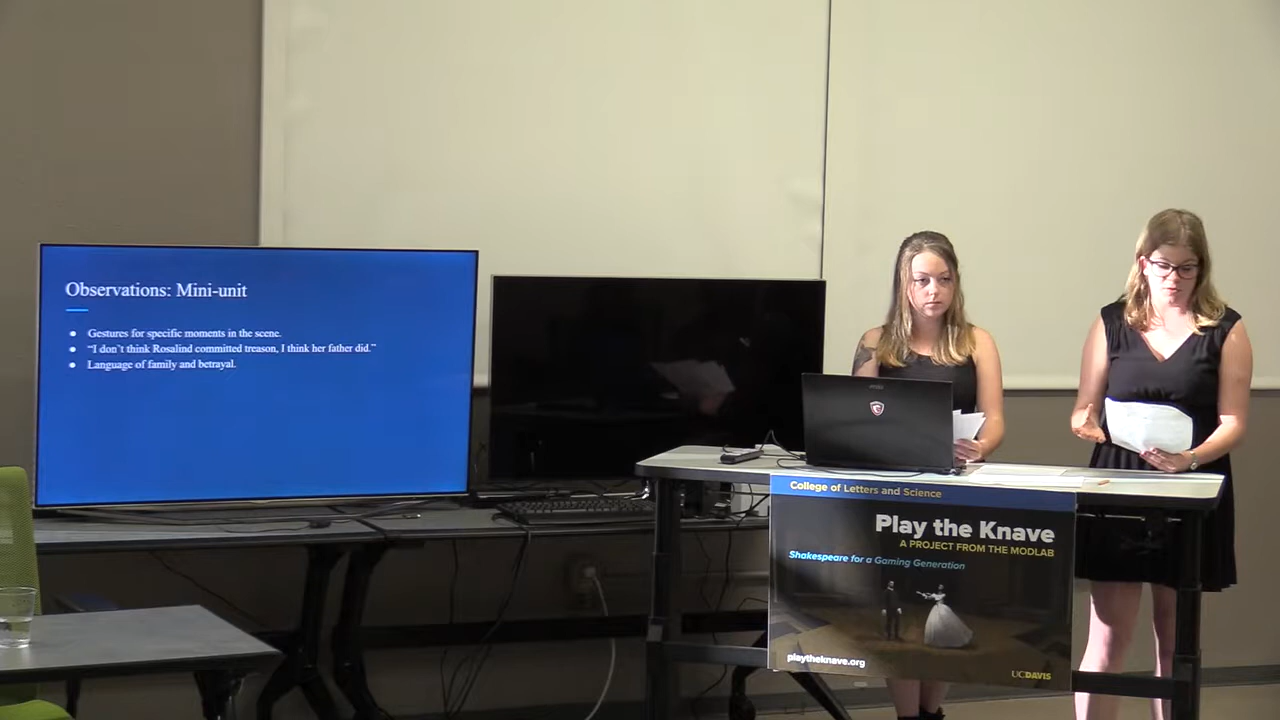 Observations: Mini-unit
● Gestures for specific moments in the scene.
● “I don’t think Rosalind committed treason, I think her father did.”
● Language of family and betrayal.
College of Letters and Science
Play the Knave
A PROJECT FROM THE MODLAB
Shakespeare for a Gaming Generation
playtheknave.org
UCDAVIS